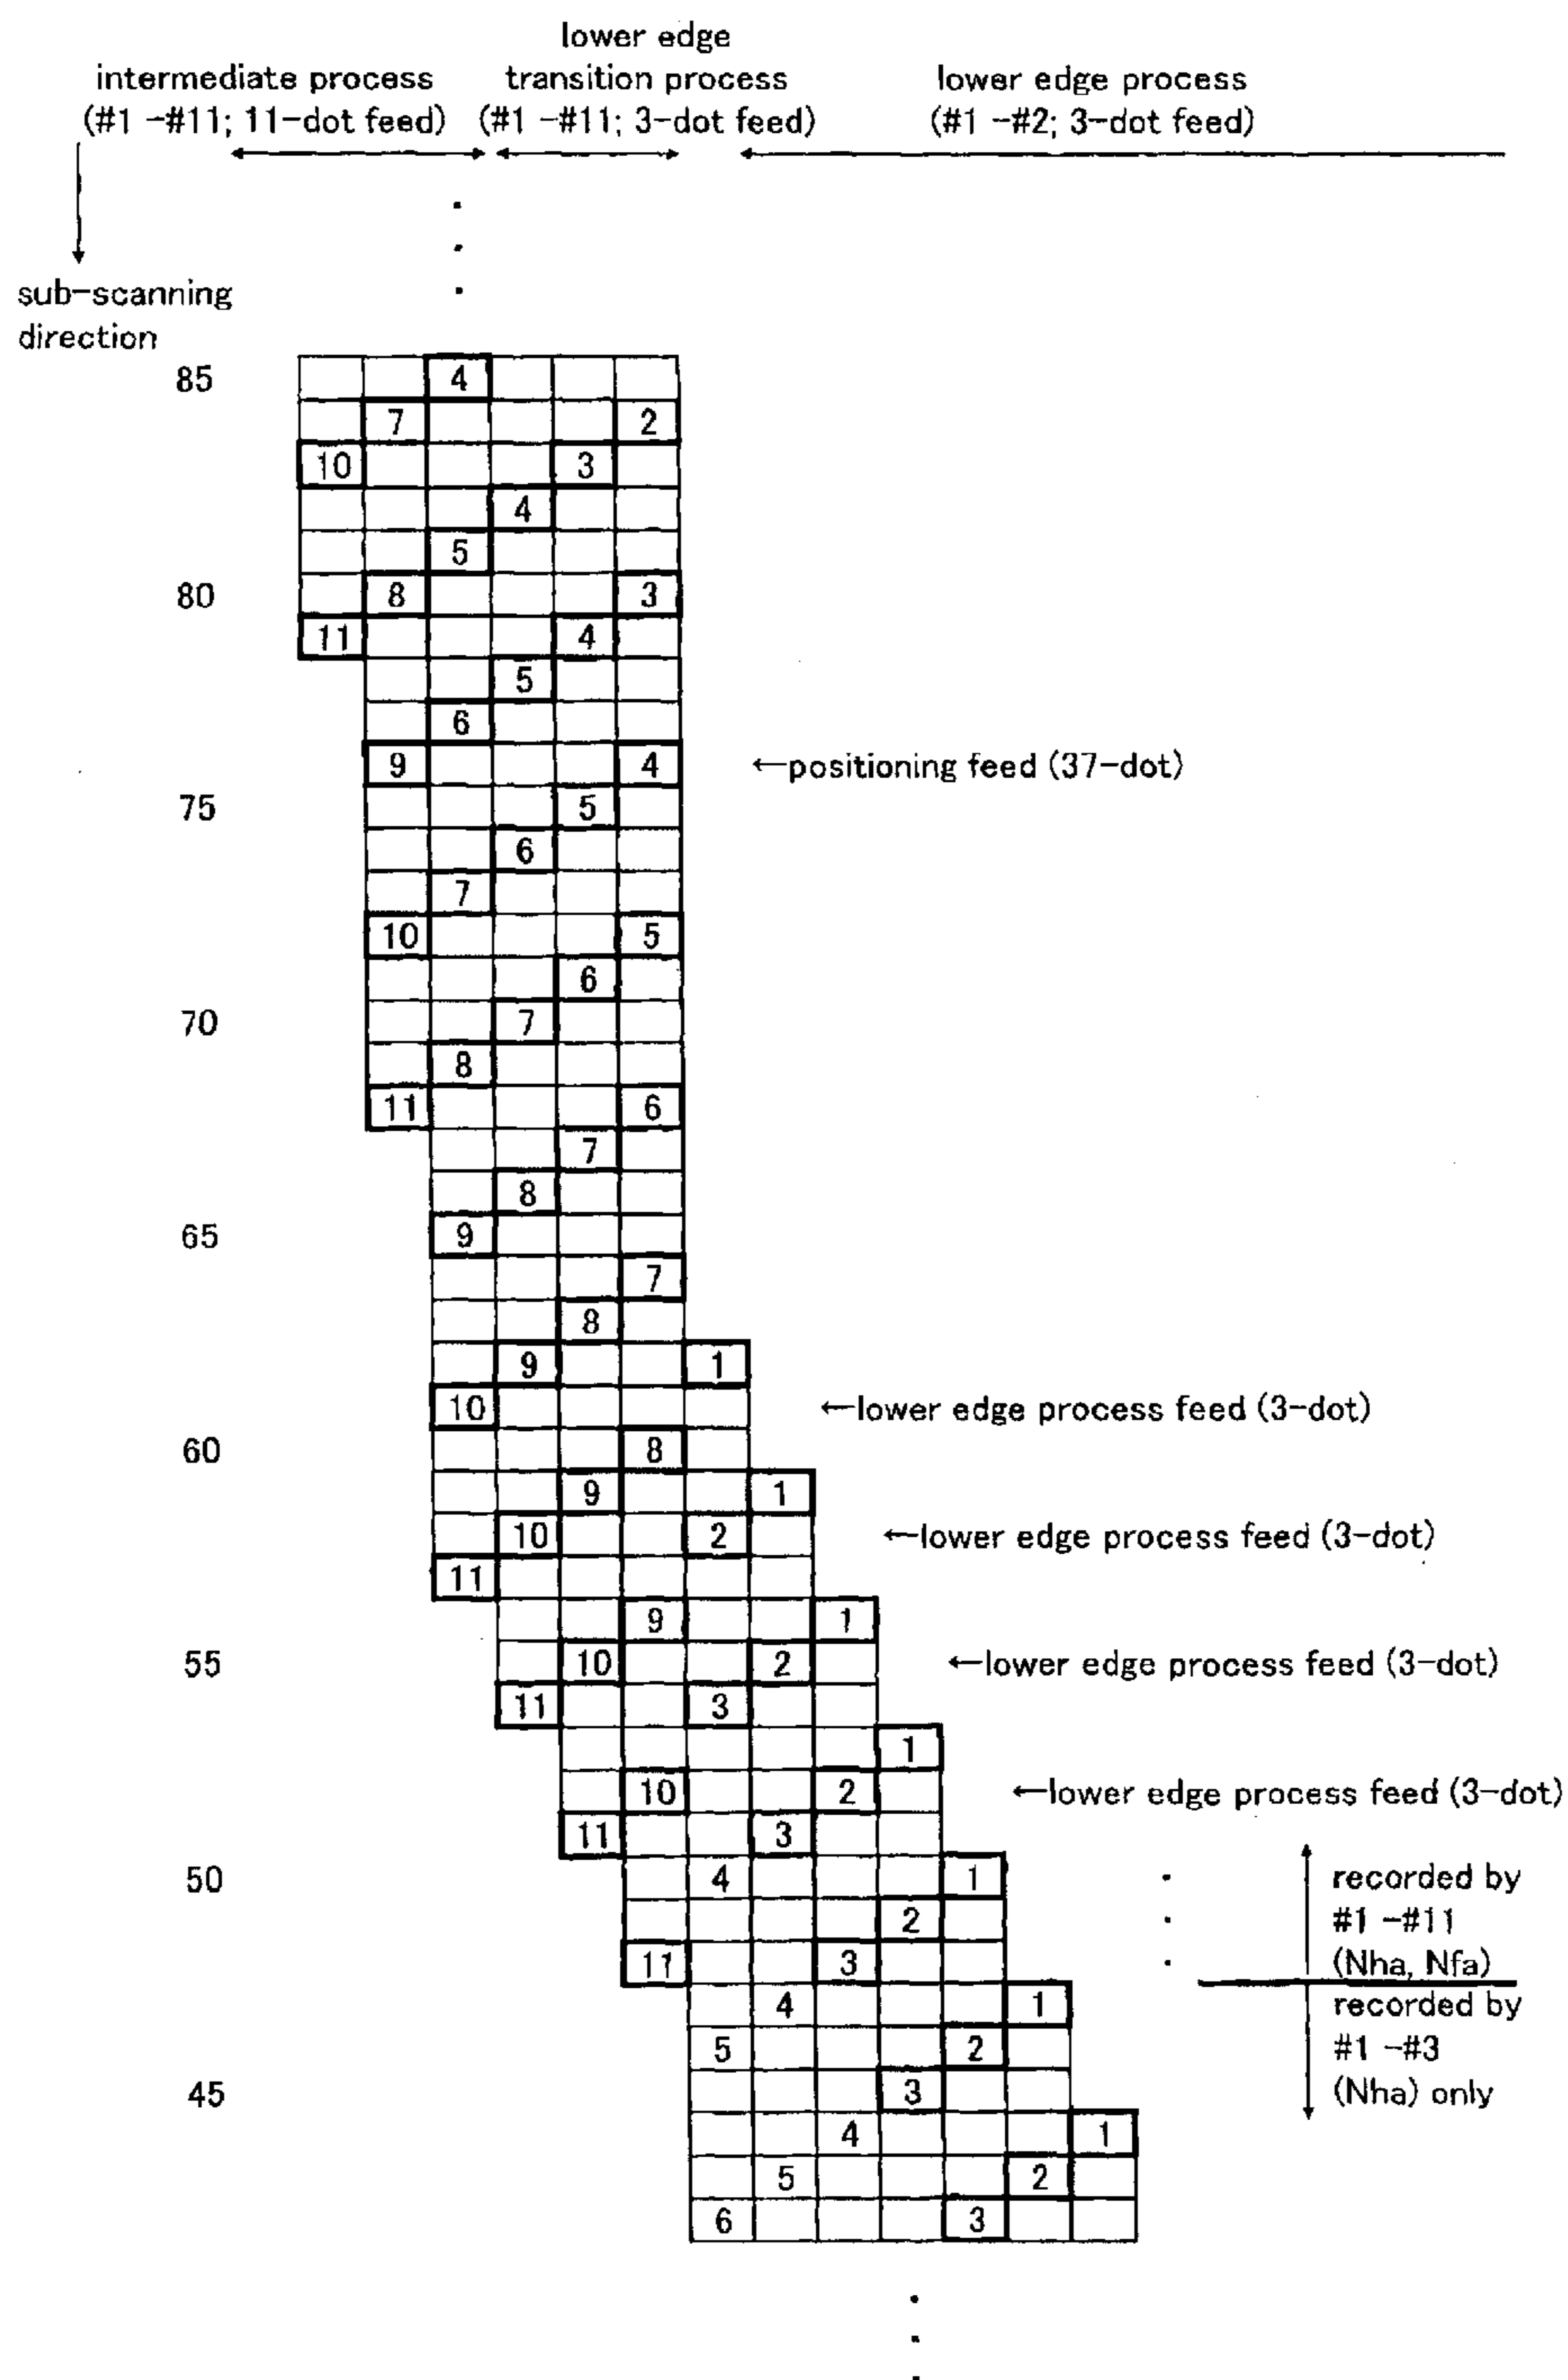 lower edge
intermediate process transition process lower edge process
(#1 -#11; 11-dot feed) (#1 -#11; 3-dot feed) (#1 -#2; 3-dot feed)
sub-scanning
direction
85 4
7 2
10 3
4
5
80 8 3
11 4
5
6
9 4 ←positioning feed (37-dot)
75 5
6
7
10 5
6
70 7
8
11 6
7
8
65 9
7
8
9 1
10 ←lower edge process feed (3-dot)
60 8
9 1
10 2 ←lower edge process feed (3-dot)
11
9 1
55 10 2 ←lower edge process feed (3-dot)
11 3
1
10 2 ←lower edge process feed (3-dot)
11 3
50 4 1 recorded by
2 #1 -#11
11 3 (Nha, Nfa)
4 1 recorded by
5 2 #1 -#3
45 3 (Nha) only
4 1
5 2
6 3